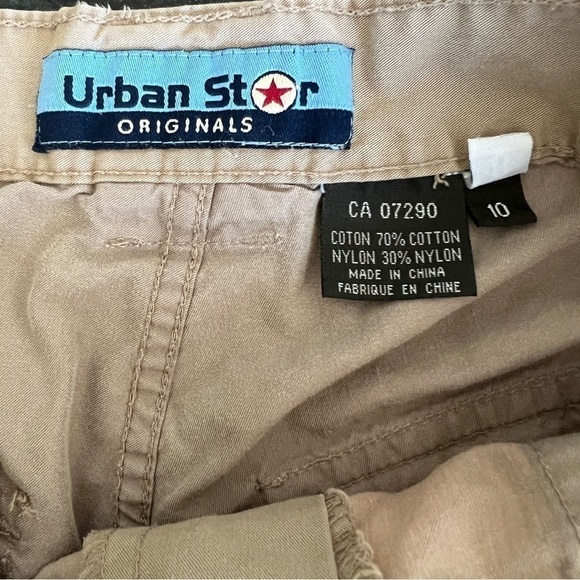 Urban Star
ORIGINALS
CA 07290
10
COTON 70% COTTON
NYLON 30% NYLON
MADE IN CHINA
FABRIQUE EN CHINE